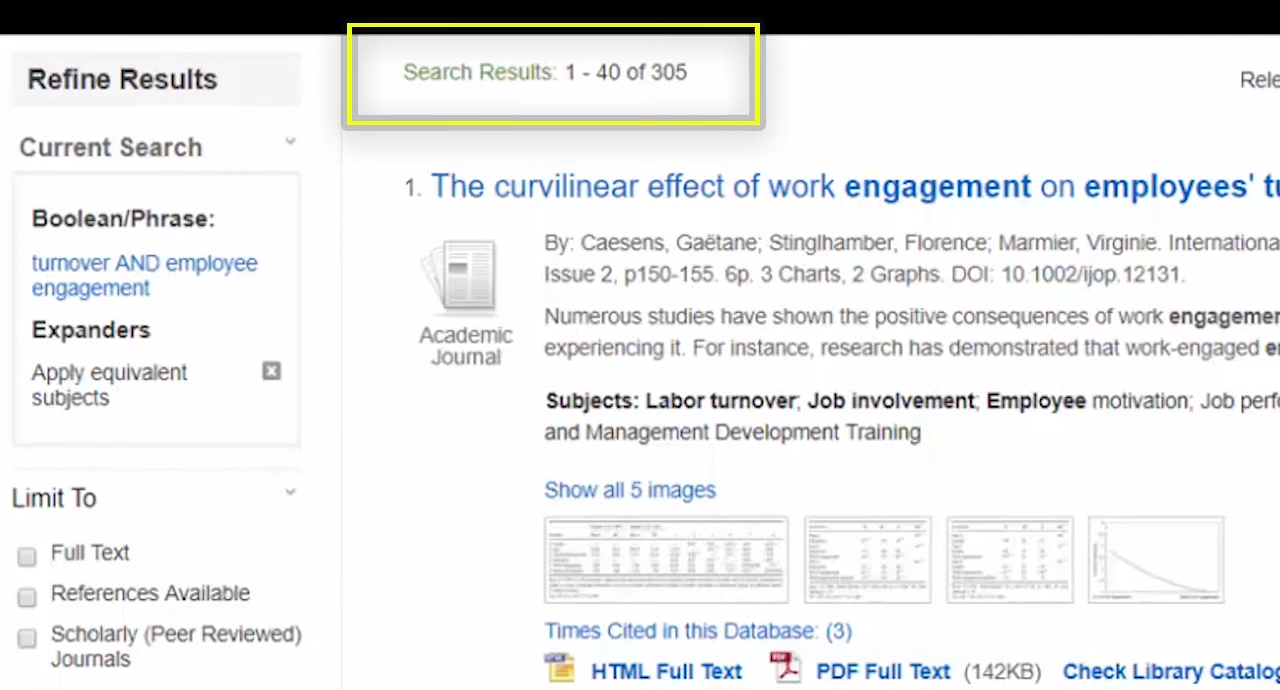 Refine Results
Current Search
Boolean/Phrase:
turnover AND employee
engagement
Expanders
Apply equivalent
subjects
Limit To
Full Text
References Available
Scholarly (Peer Reviewed)
Journals
Search Results: 1 - 40 of 305
1. The curvilinear effect of work engagement on employees'
Academic
Journal
By: Caesens, Gaëtane; Stinglhamber, Florence; Marmier, Virginie. Internationa
Issue 2, p150-155. 6p. 3 Charts, 2 Graphs. DOI: 10.1002/ijop.12131.
Numerous studies have shown the positive consequences of work engagemen
experiencing it. For instance, research has demonstrated that work-engaged
Subjects: Labor turnover; Job involvement; Employee motivation; Job perf
and Management Development Training
Show all 5 images
Times Cited in this Database: (3)
HTML Full Text PDF Full Text (142KB) Check Library Catalog
Rele